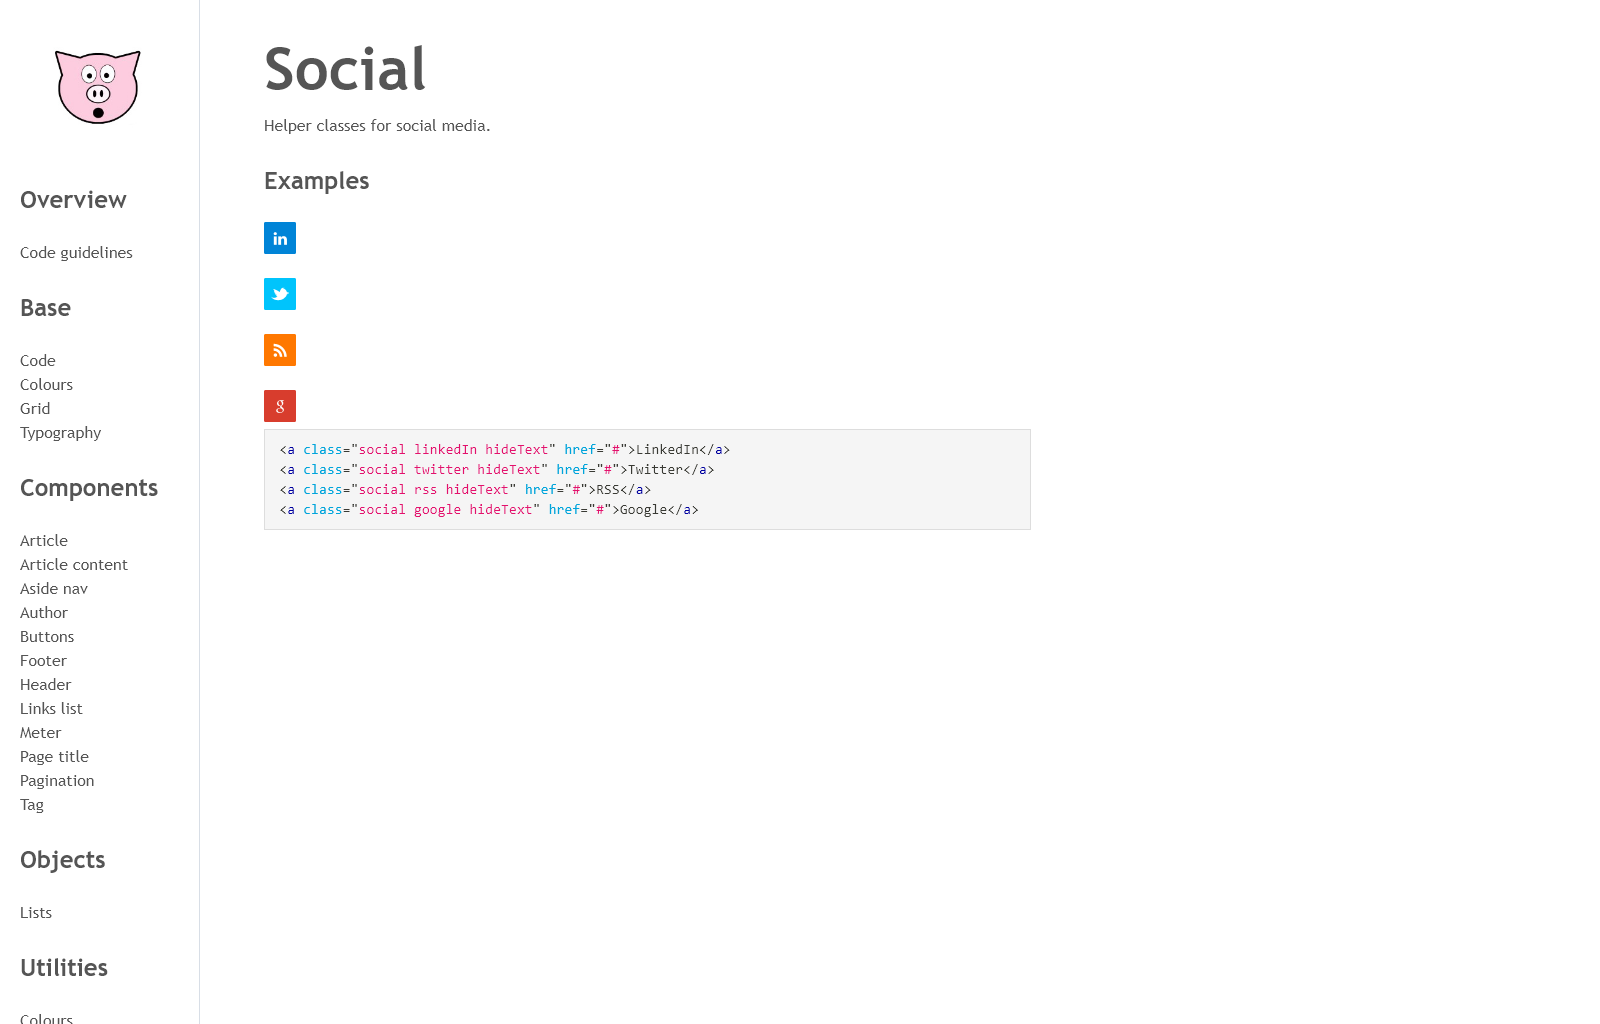 Overview
Code guidelines
Base
Code
Colours
Grid
Typography
Components
Article
Article content
Aside nav
Author
Buttons
Footer
Header
Links list
Meter
Page title
Pagination
Tag
Objects
Lists
Utilities
Colours
Social
Helper classes for social media.
Examples
in
g
<a class="social linkedIn hideText" href="#">LinkedIn</a>
<a class="social twitter hideText" href="#">Twitter</a>
<a class="social rss hideText" href="#">RSS</a>
<a class="social google hideText" href="#">Google</a>